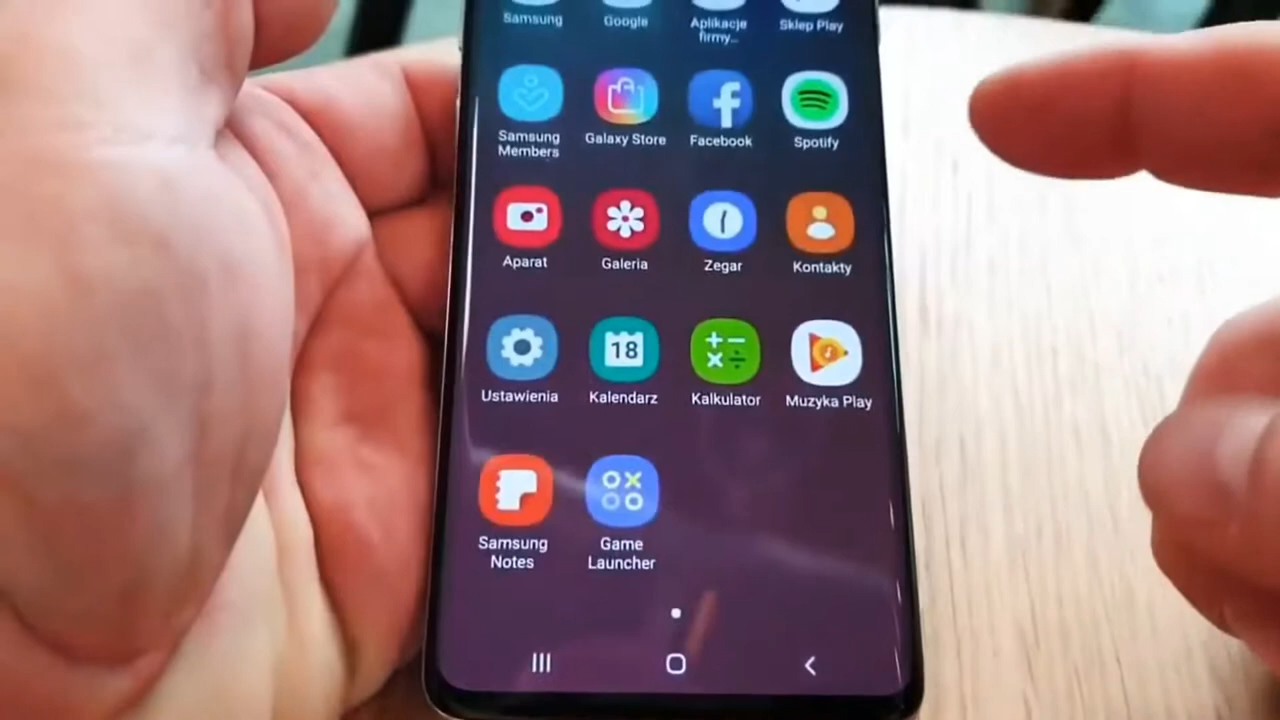 Samsung
Google
Aplikacje
firmy...
Sklep Play
Samsung
Members
Galaxy Store
Facebook
Spotify
Aparat
Galeria
Zegar
Kontakty
18
Ustawienia
Kalendarz
Kalkulator
Muzyka Play
Samsung
Notes
Game
Launcher